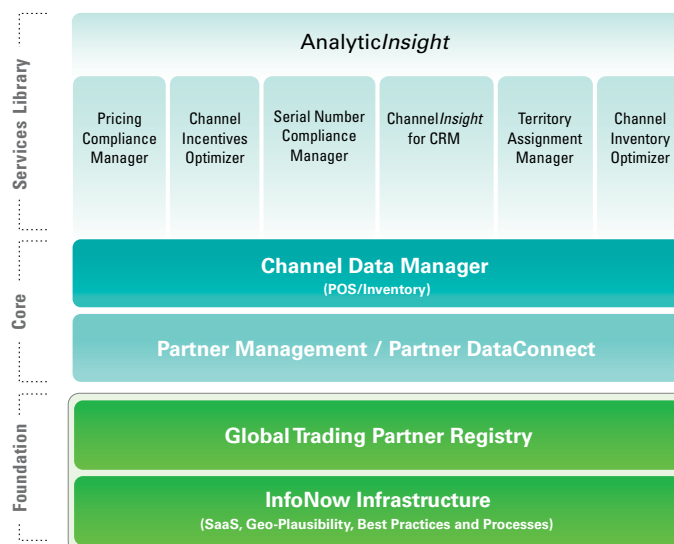 Services Library
AnalyticInsight
Pricing
Compliance
Manager
Channel
Incentives
Optimizer
Serial Number
Compliance
Manager
ChannelInsight
for CRM
Territory
Assignment
Manager
Channel
Inventory
Optimizer
Core
Channel Data Manager
(POS/Inventory)
Partner Management / Partner DataConnect
Foundation
Global Trading Partner Registry
InfoNow Infrastructure
(SaaS, Geo-Plausibility, Best Practices and Processes)